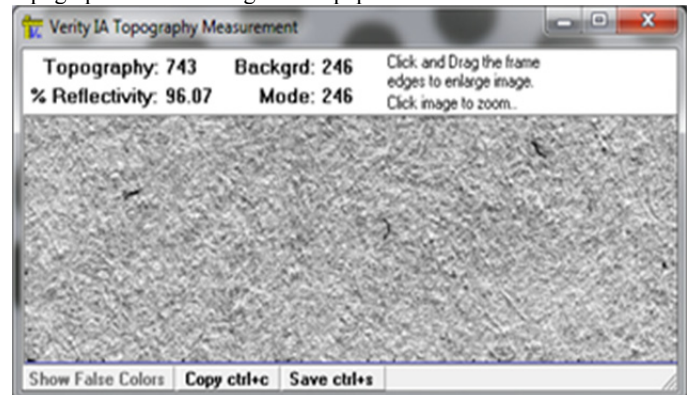 Verity IA Topography Measurement
Topography: 743 Backgrd: 246 Click and Drag the frame
edges to enlarge image.
% Reflectivity: 96.07 Mode: 246 Click image to zoom..
Show False Colors Copy ctrl+c Save ctrl+s